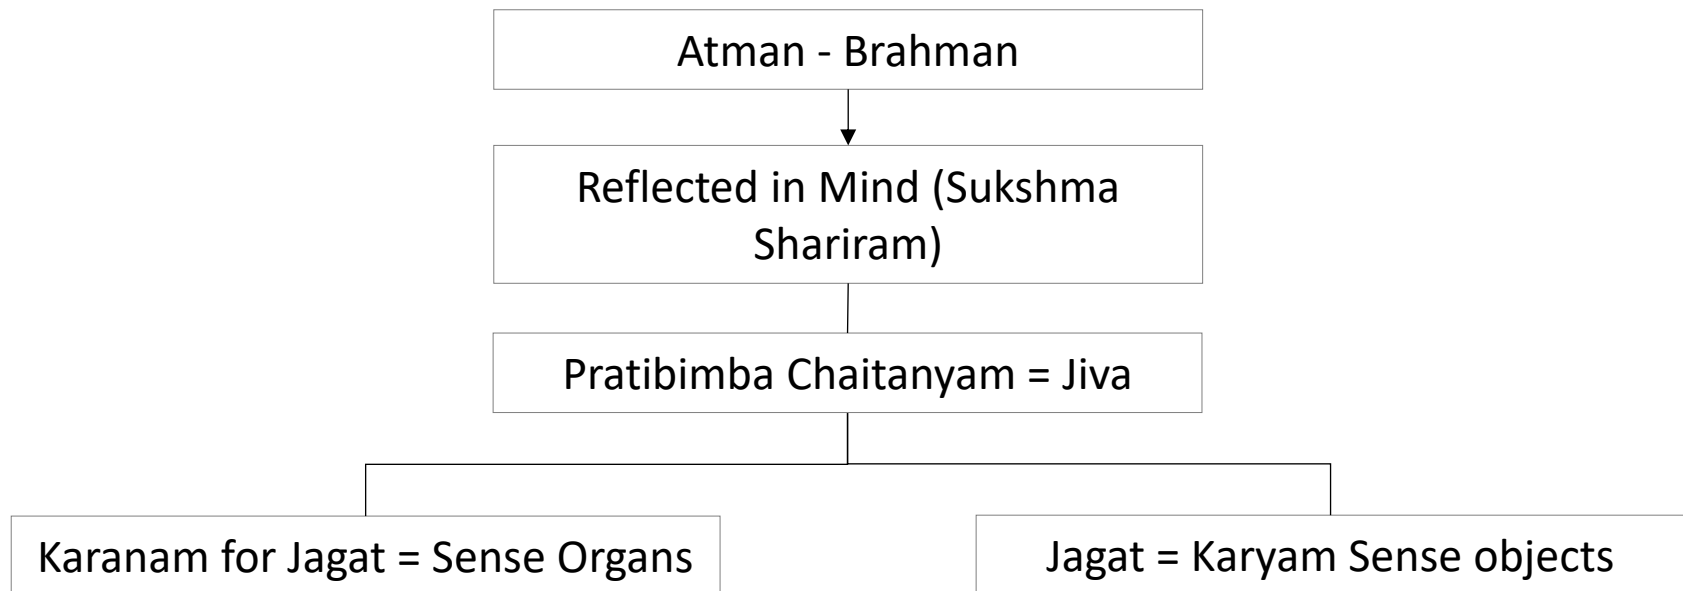 Atman - Brahman
Reflected in Mind (Sukshma
Shariram)
Pratibimba Chaitanyam = Jiva
Karanam for Jagat = Sense Organs
Jagat = Karyam Sense objects